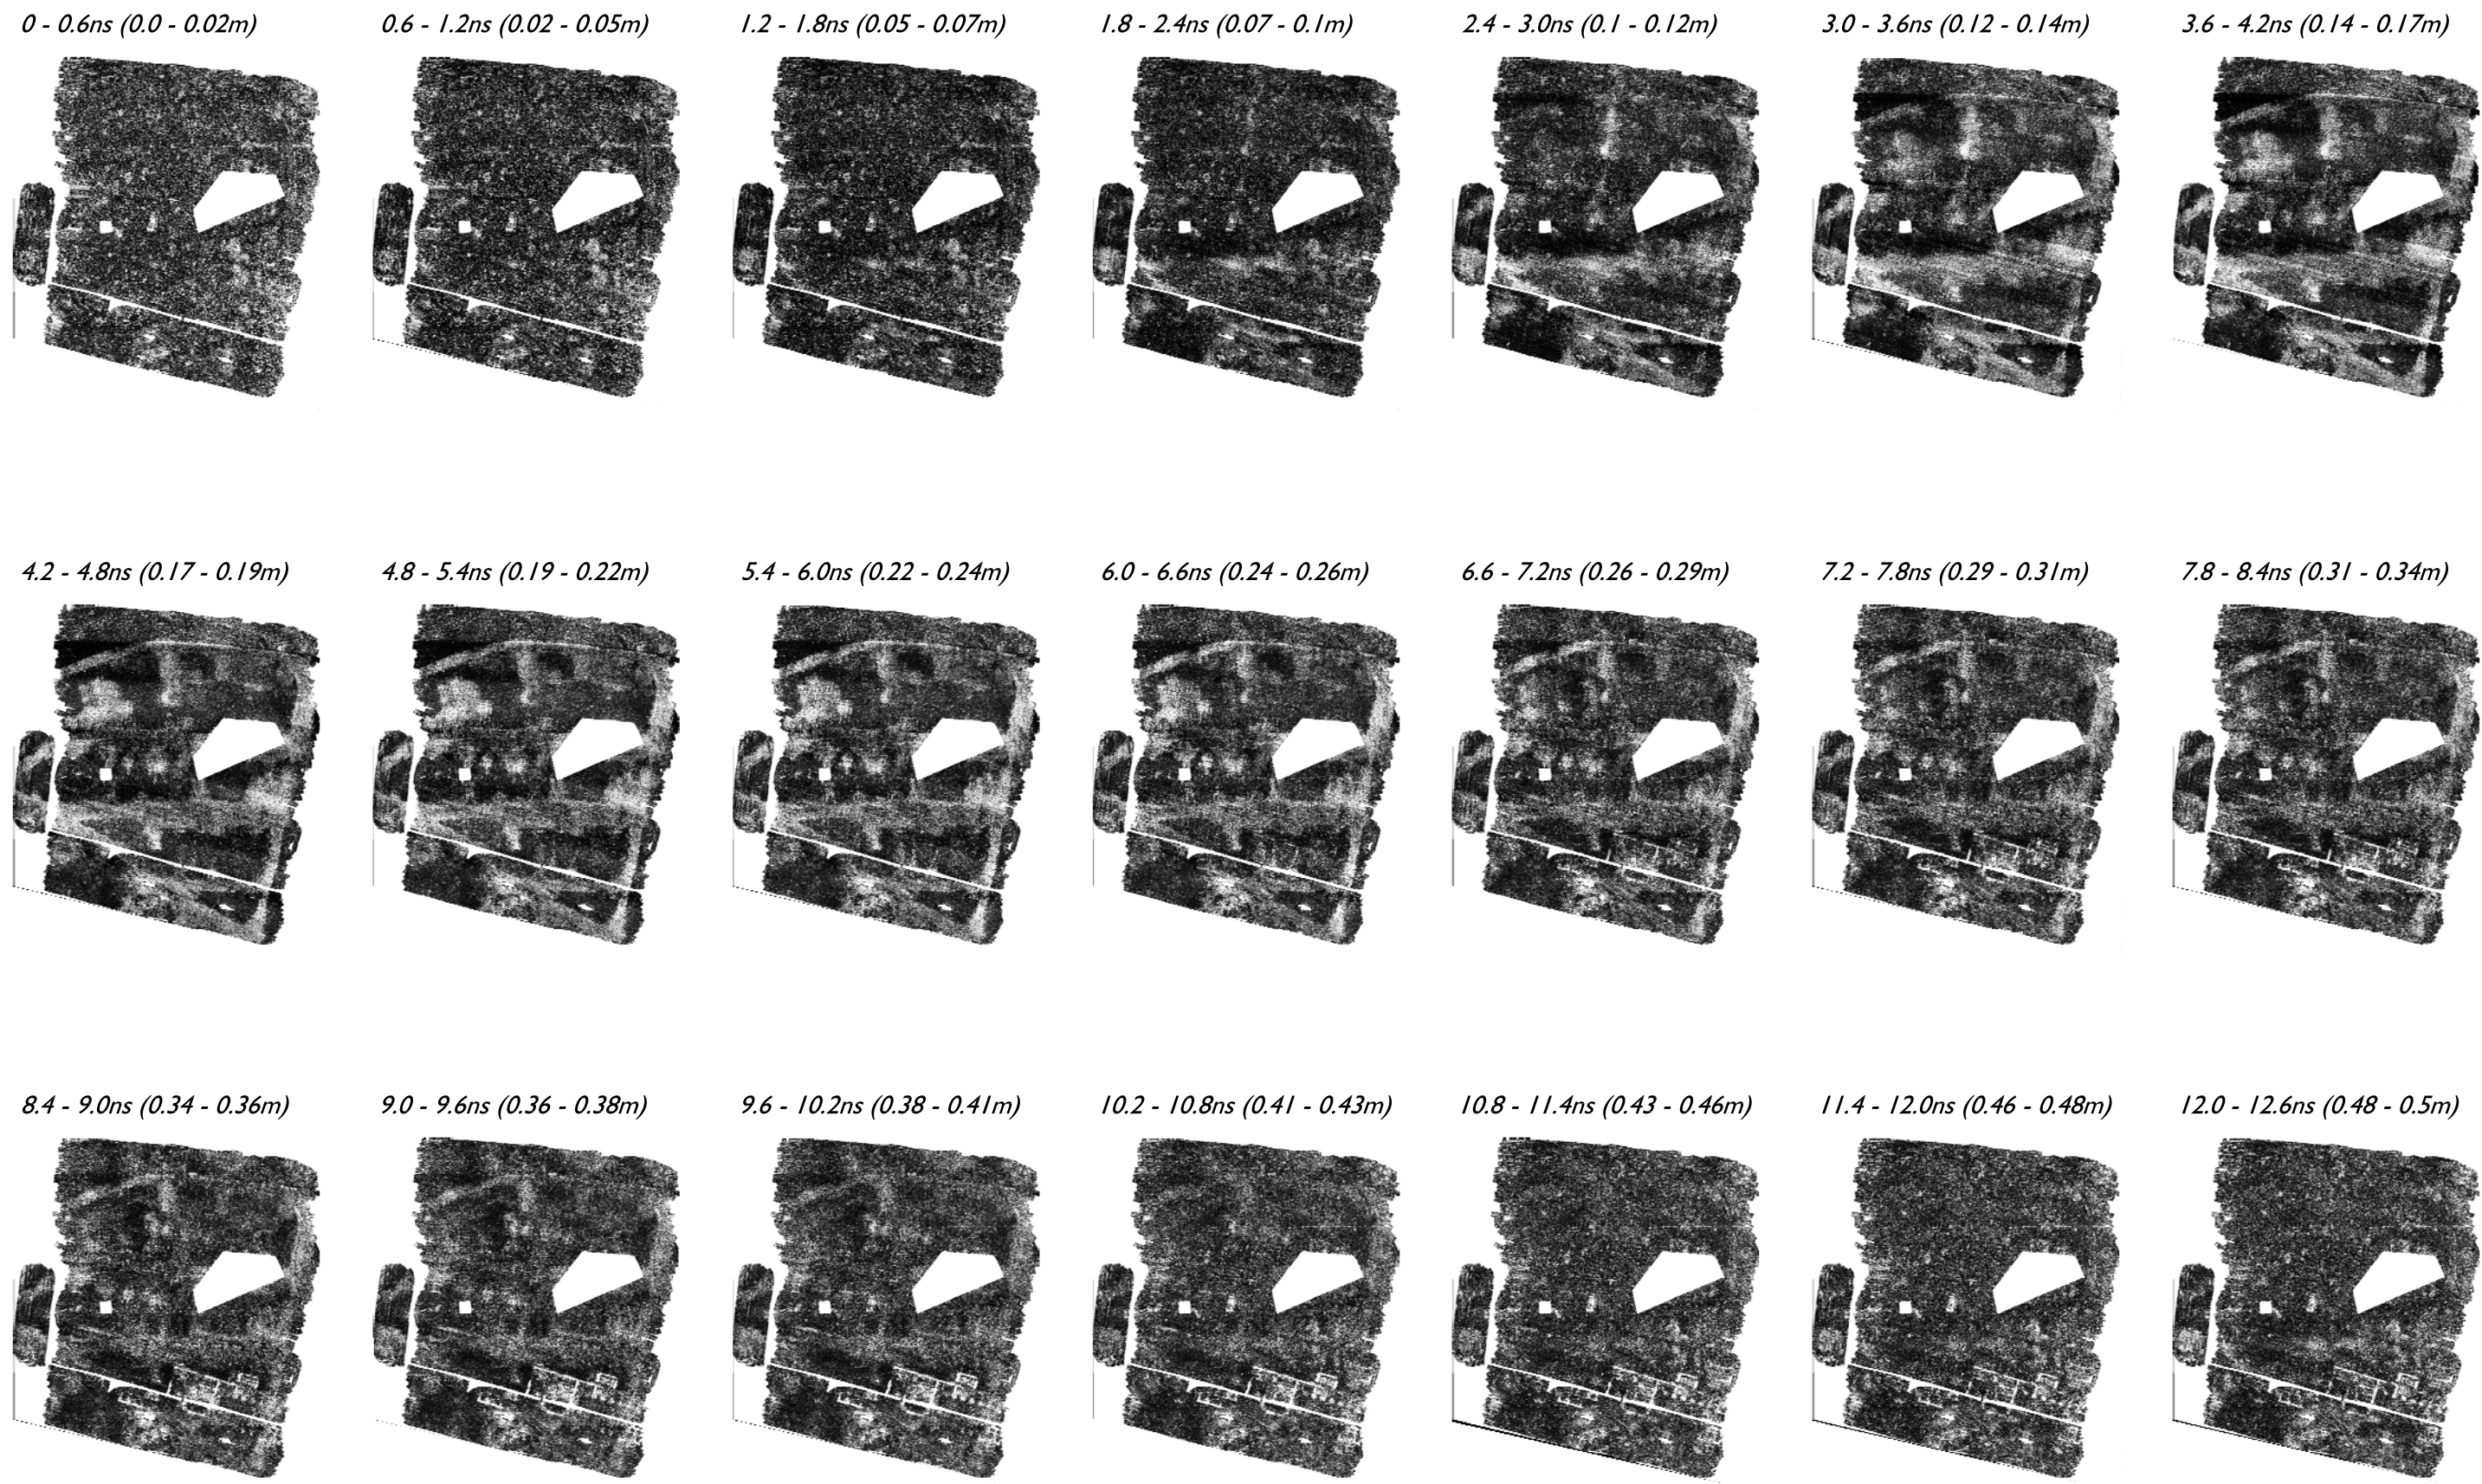 0 - 0.6ns (0.0 - 0.02m)
0.6 - 1.2ns (0.02 - 0.05m)
1.2 - 1.8ns (0.05 - 0.07m)
1.8 - 2.4ns (0.07 - 0.1m)
2.4 - 3.0ns (0.1 - 0.12m)
3.0 - 3.6ns (0.12 - 0.14m)
3.6 - 4.2ns (0.14 - 0.17m)
4.2 - 4.8ns (0.17 - 0.19m)
4.8 - 5.4ns (0.19 - 0.22m)
5.4 - 6.0ns (0.22 - 0.24m)
6.0 - 6.6ns (0.24 - 0.26m)
6.6 - 7.2ns (0.26 - 0.29m)
7.2 - 7.8ns (0.29 - 0.31m)
7.8 - 8.4ns (0.31 - 0.34m)
8.4 - 9.0ns (0.34 - 0.36m)
9.0 - 9.6ns (0.36 - 0.38m)
9.6 - 10.2ns (0.38 - 0.41m)
10.2 - 10.8ns (0.41 - 0.43m)
10.8 - 11.4ns (0.43 - 0.46m)
11.4 - 12.0ns (0.46 - 0.48m)
12.0 - 12.6ns (0.48 - 0.5m)